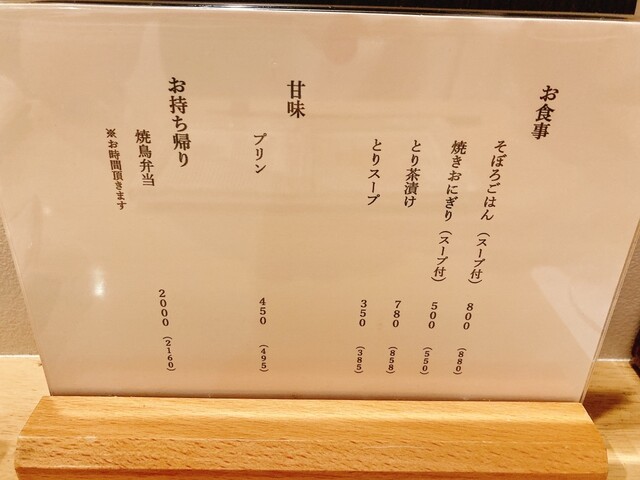 お食事
そぼろごはん（スープ付） 800（880）
焼きおにぎり（スープ付） 500（550）
とり茶漬け 780（858）
とりスープ 350（385）
甘味
プリン 450（495）
お持ち帰り
焼鳥弁当 2000（2160）
※お時間頂きます